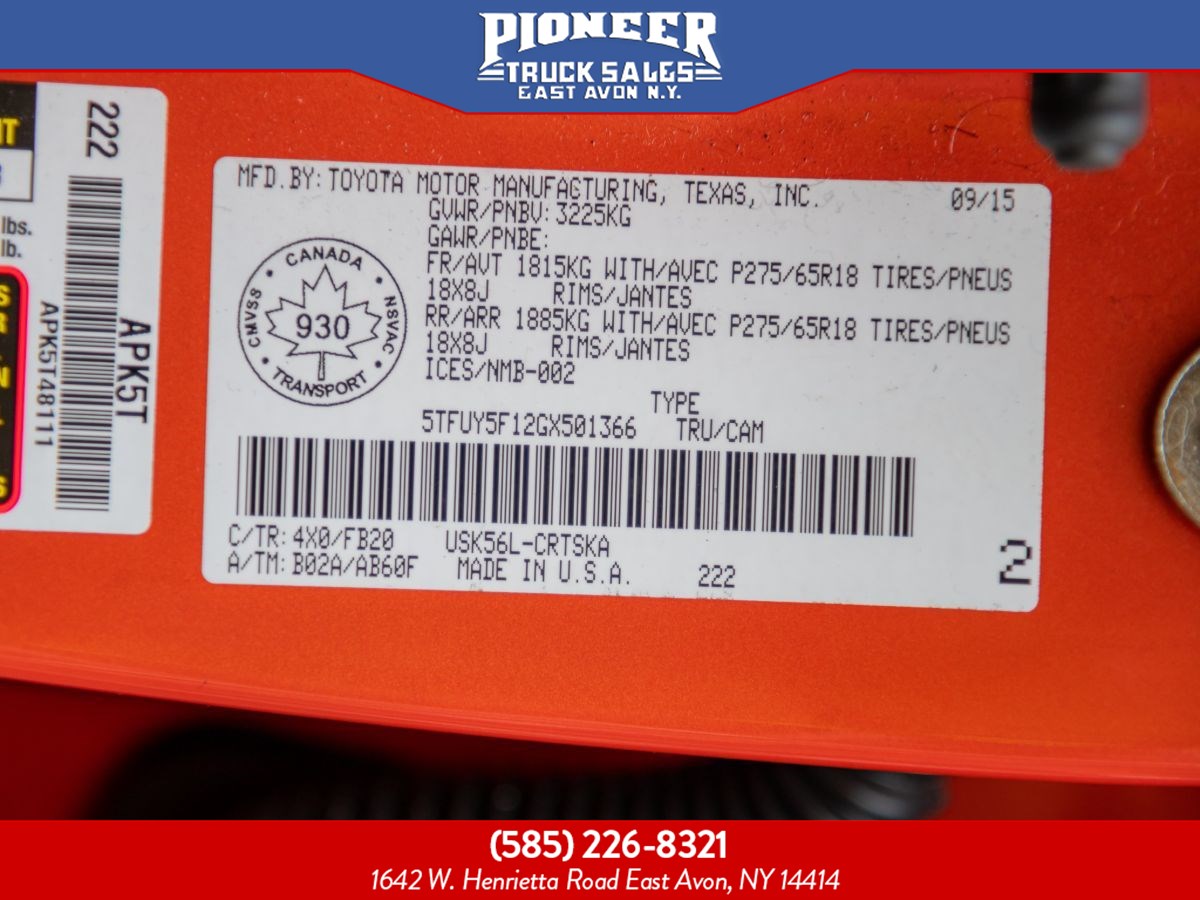 PIONEER
TRUCK SALES
EAST AVON N.Y.
222
lbs.
lb.
APK5T
APK5T48111
MFD.BY: TOYOTA MOTOR MANUFACTURING, TEXAS, INC. 09/15
GVWR/PNBV: 3225KG
GAWR/PNBE:
FR/AVT 1815KG WITH/AVEC P275/65R18 TIRES/PNEUS
18X8J RIMS/JANTES
RR/ARR 1885KG WITH/AVEC P275/65R18 TIRES/PNEUS
18X8J RIMS/JANTES
ICES/NMB-002
CANADA
CMVSS 930 NSVAC
TRANSPORT
TYPE
5TFUY5F12GX501366 TRU/CAM
C/TR: 4X0/FB20 USK56L-CRTSKA
A/TM: B02A/AB60F MADE IN U.S.A. 222
2
(585) 226-8321
1642 W. Henrietta Road East Avon, NY 14414